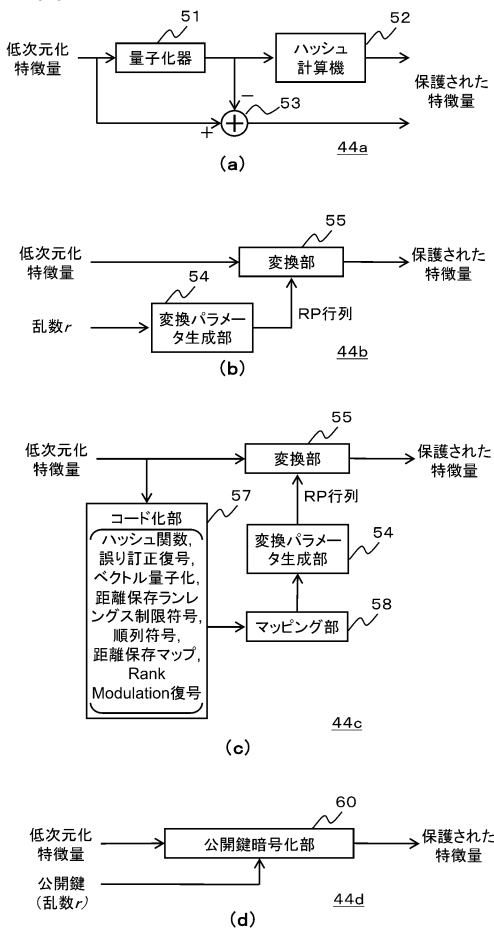 51
52
低次元化
特徴量
量子化器
ハッシュ
計算機
保護された
特徴量
－
53
+
+
44a
(a)
55
低次元化
特徴量
変換部
保護された
特徴量
54
乱数r
変換パラメー
タ生成部
RP行列
44b
(b)
55
低次元化
特徴量
変換部
保護された
特徴量
57
RP行列
コード化部
ハッシュ関数,
誤り訂正復号,
ベクトル量子化,
距離保存ランレ
ングス制限符号,
順列符号,
距離保存マップ,
Rank
Modulation復号
変換パラメー
タ生成部
54
マッピング部
58
44c
(c)
60
低次元化
特徴量
公開鍵暗号化部
保護された
特徴量
公開鍵
(乱数r)
44d
(d)